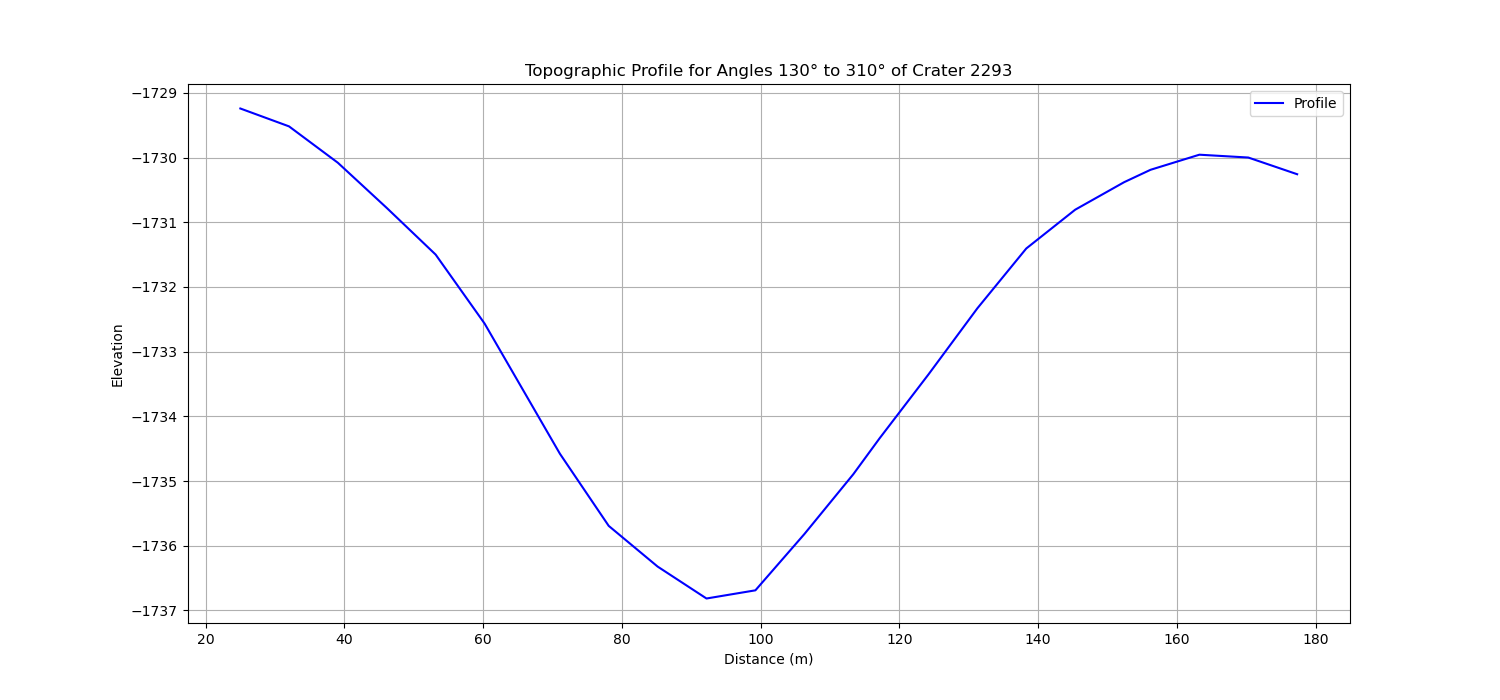 Topographic Profile for Angles 130° to 310° of Crater 2293
Profile
−1729
−1730
−1731
−1732
−1733
−1734
−1735
−1736
−1737
Elevation
20 40 60 80 100 120 140 160 180
Distance (m)